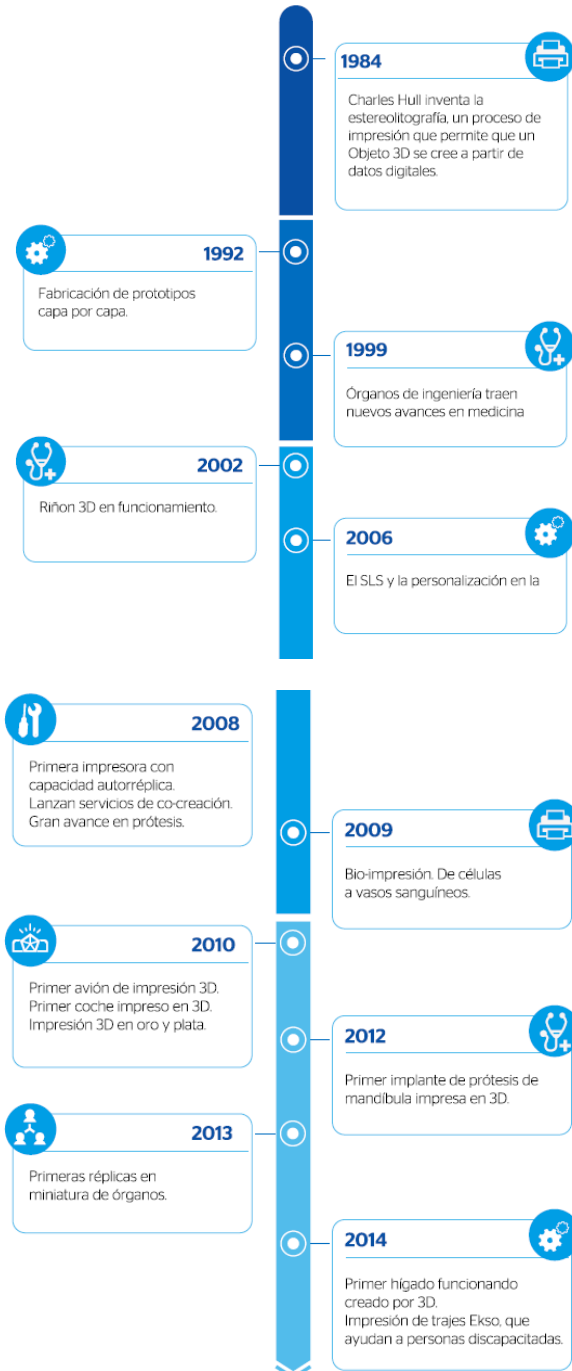 1984
Charles Hull inventa la
estereolitografía, un proceso de
impresión que permite que un
Objeto 3D se cree a partir de
datos digitales.
1992
Fabricación de prototipos
capa por capa.
1999
Órganos de ingeniería traen
nuevos avances en medicina
2002
Riñon 3D en funcionamiento.
2006
El SLS y la personalización en la
2008
Primera impresora con
capacidad autorréplica.
Lanzan servicios de co-creación.
Gran avance en prótesis.
2009
Bio-impresión. De células
a vasos sanguíneos.
2010
Primer avión de impresión 3D.
Primer coche impreso en 3D.
Impresión 3D en oro y plata.
2012
Primer implante de prótesis de
mandíbula impresa en 3D.
2013
Primeras réplicas en
miniatura de órganos.
2014
Primer hígado funcionando
creado por 3D.
Impresión de trajes Ekso, que
ayudan a personas discapacitadas.